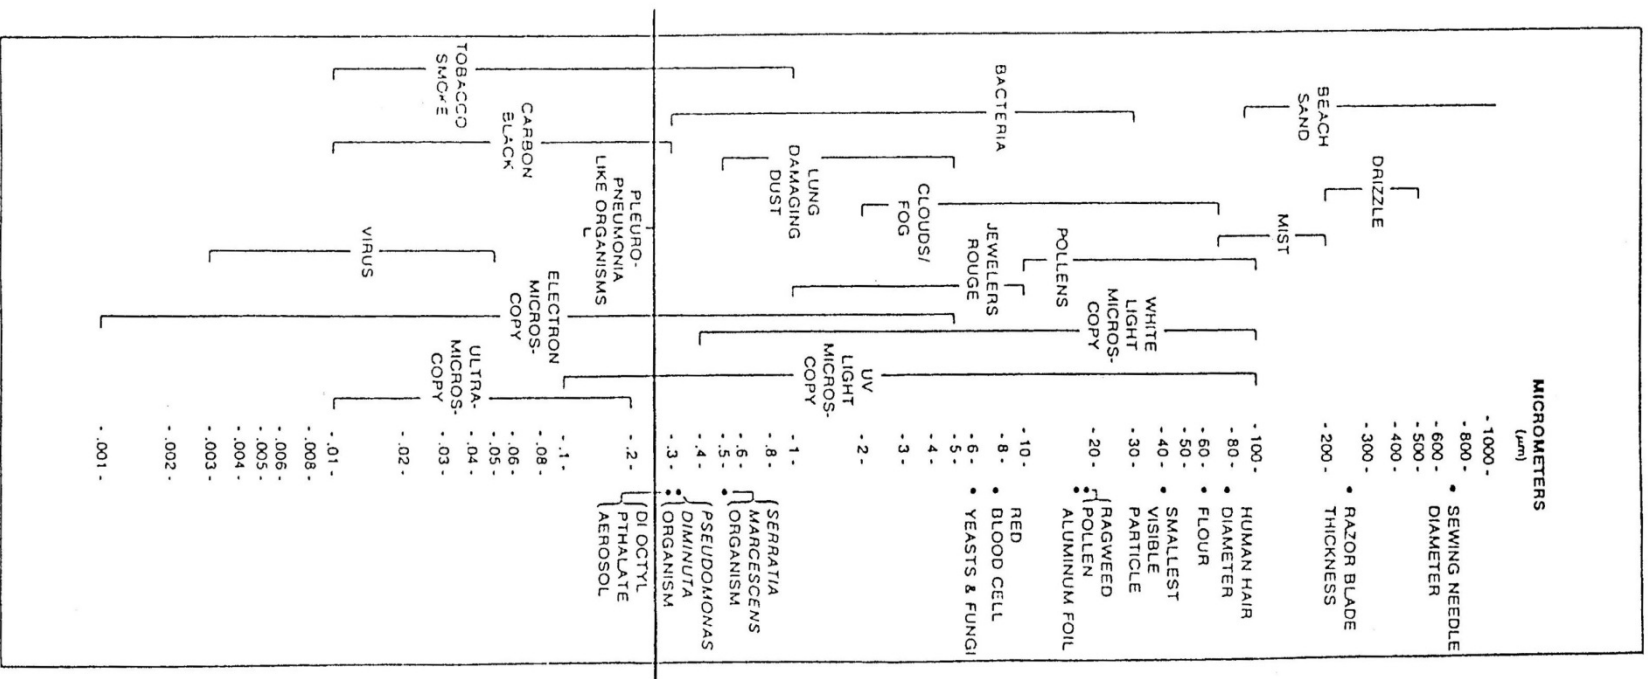 MICROMETERS
(μm)
BEACH
SAND
DRIZZLE
MIST
BACTERIA
CLOUDS/
FOG
POLLENS
JEWELERS
ROUGE
WHITE
LIGHT
MICROS-
COPY
LUNG
DAMAGING
DUST
UV
LIGHT
MICROS-
COPY
TOBACCO
SMOKE
CARBON
BLACK
PLEURO-
PNEUMONIA
LIKE ORGANISMS
VIRUS
ELECTRON
MICROS-
COPY
ULTRA-
MICROS-
COPY
- 1000 -
- 800 -
- 600 -
- 500 -
- 400 -
- 300 -
- 200 -
- 100 -
- 80 -
- 60 -
- 50 -
- 40 -
- 30 -
- 20 -
- 10 -
- 8 -
- 6 -
- 5 -
- 4 -
- 3 -
- 2 -
- 1 -
- .8 -
- .6 -
- .5 -
- .4 -
- .3 -
- .2 -
- .1 -
- .08 -
- .06 -
- .05 -
- .04 -
- .03 -
- .02 -
- .01 -
- .008 -
- .006 -
- .005 -
- .004 -
- .003 -
- .002 -
- .001 -
• SEWING NEEDLE
DIAMETER
• RAZOR BLADE
THICKNESS
HUMAN HAIR
• DIAMETER
• FLOUR
• SMALLEST
VISIBLE
PARTICLE
RAGWEED
POLLEN
ALUMINUM FOIL
RED
• BLOOD CELL
• YEASTS & FUNGI
SERRATIA
MARCESCENS
ORGANISM
PSEUDOMONAS
DIMINUTA
ORGANISM
DI OCTYL
PTHALATE
AEROSOL